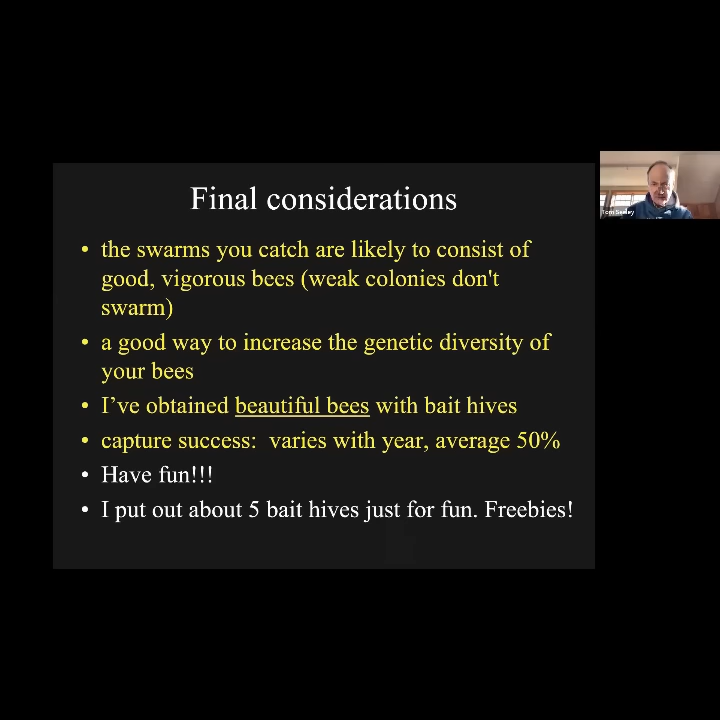 Final considerations
• the swarms you catch are likely to consist of
good, vigorous bees (weak colonies don't
swarm)
• a good way to increase the genetic diversity of
your bees
• I’ve obtained beautiful bees with bait hives
• capture success:  varies with year, average 50%
• Have fun!!!
• I put out about 5 bait hives just for fun. Freebies!
Tom Seeley